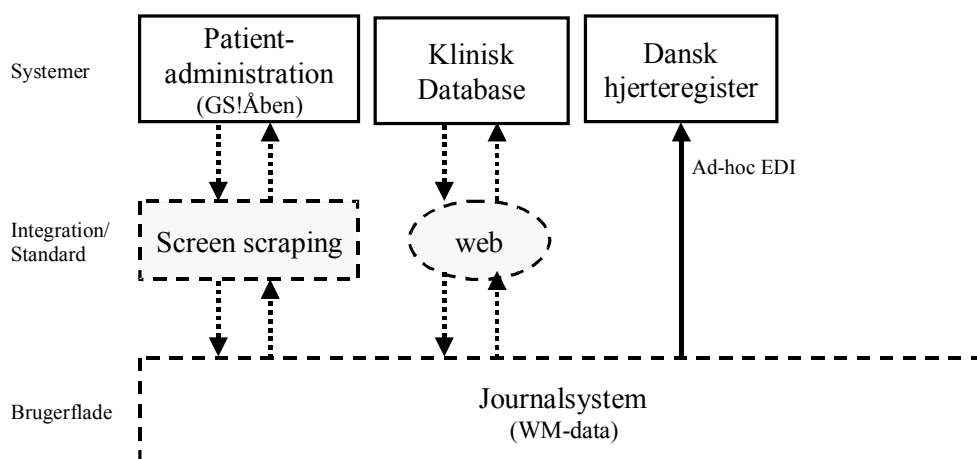 Systemer
Patient-
administration
(GS!Åben)
Klinisk
Database
Dansk
hjerteregister
Ad-hoc EDI
Integration/
Standard
Screen scraping
web
Brugerflade
Journalsystem
(WM-data)